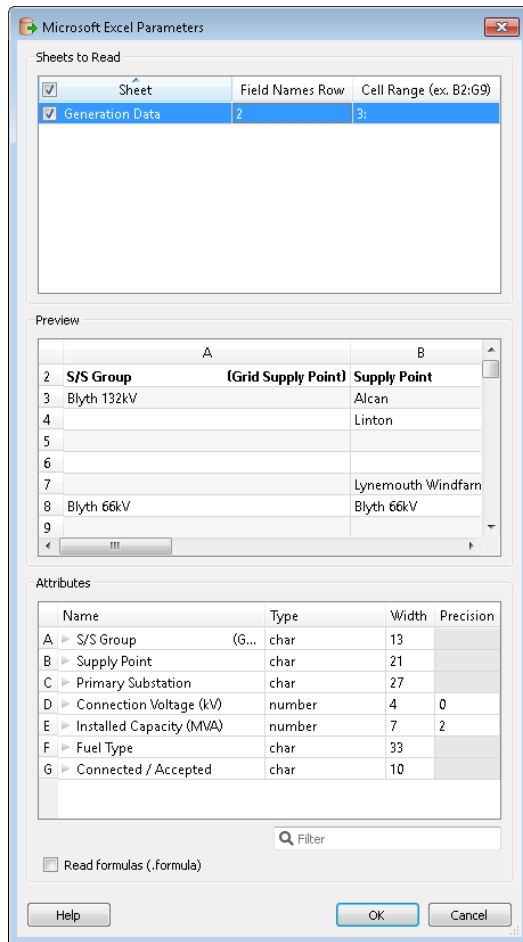 Microsoft Excel Parameters
Sheets to Read
Sheet Field Names Row Cell Range (ex. B2:G9)
Generation Data 2 3:
Preview
A B
2 S/S Group (Grid Supply Point) Supply Point
3 Blyth 132kV Alcan
4 Linton
5
6
7 Lynemouth Windfarn
8 Blyth 66kV Blyth 66kV
9
Attributes
Name Type Width Precision
A S/S Group (G... char 13
B Supply Point char 21
C Primary Substation char 27
D Connection Voltage (kV) number 4 0
E Installed Capacity (MVA) number 7 2
F Fuel Type char 33
G Connected / Accepted char 10
Filter
Read formulas (.formula)
Help OK Cancel